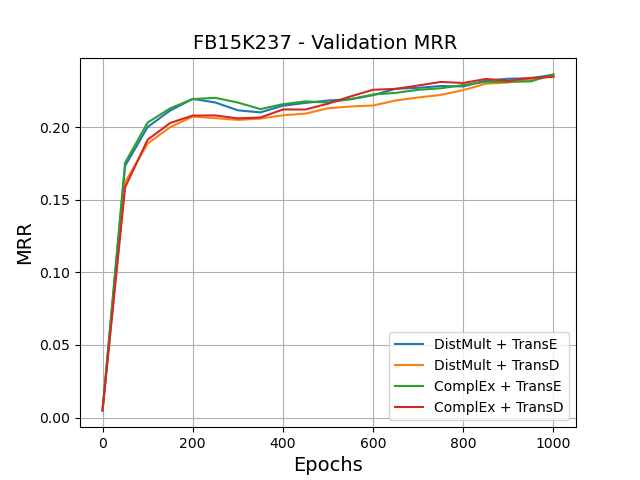 FB15K237 - Validation MRR
MRR
0.20
0.15
0.10
0.05
0.00
0 200 400 600 800 1000
Epochs
DistMult + TransE
DistMult + TransD
ComplEx + TransE
ComplEx + TransD